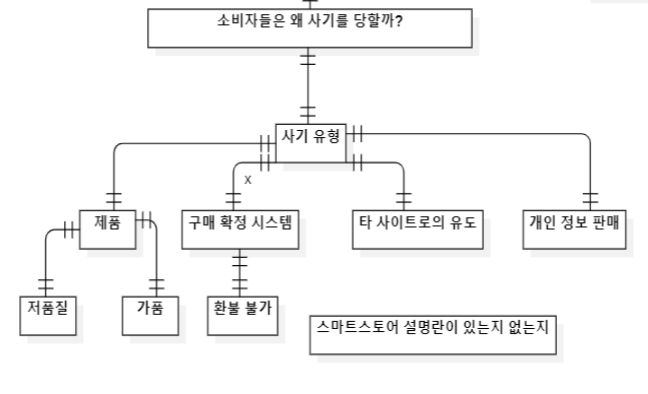 소비자들은 왜 사기를 당할까?
사기 유형
x
제품
구매 확정 시스템
타 사이트로의 유도
개인 정보 판매
저품질
가품
환불 불가
스마트스토어 설명란이 있는지 없는지